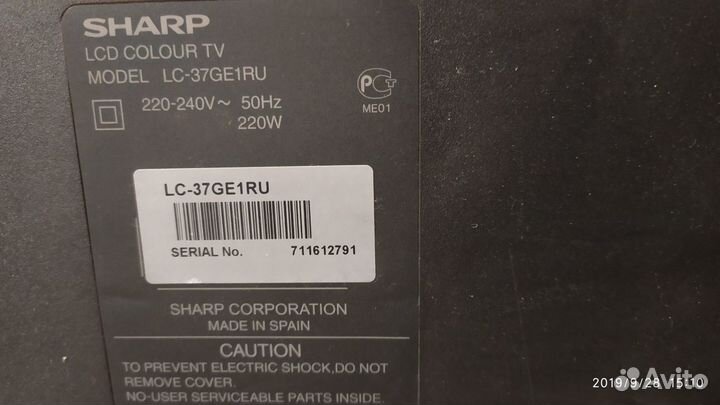 SHARP
LCD COLOUR TV
MODEL LC-37GE1RU
220-240V~ 50Hz
220W
РСТ
ME01
LC-37GE1RU
SERIAL No. 711612791
SHARP CORPORATION
MADE IN SPAIN
CAUTION
TO PREVENT ELECTRIC SHOCK,DO NOT
REMOVE COVER.
NO-USER SERVICEABLE PARTS INSIDE.
2019/9/28 15:10
Avito